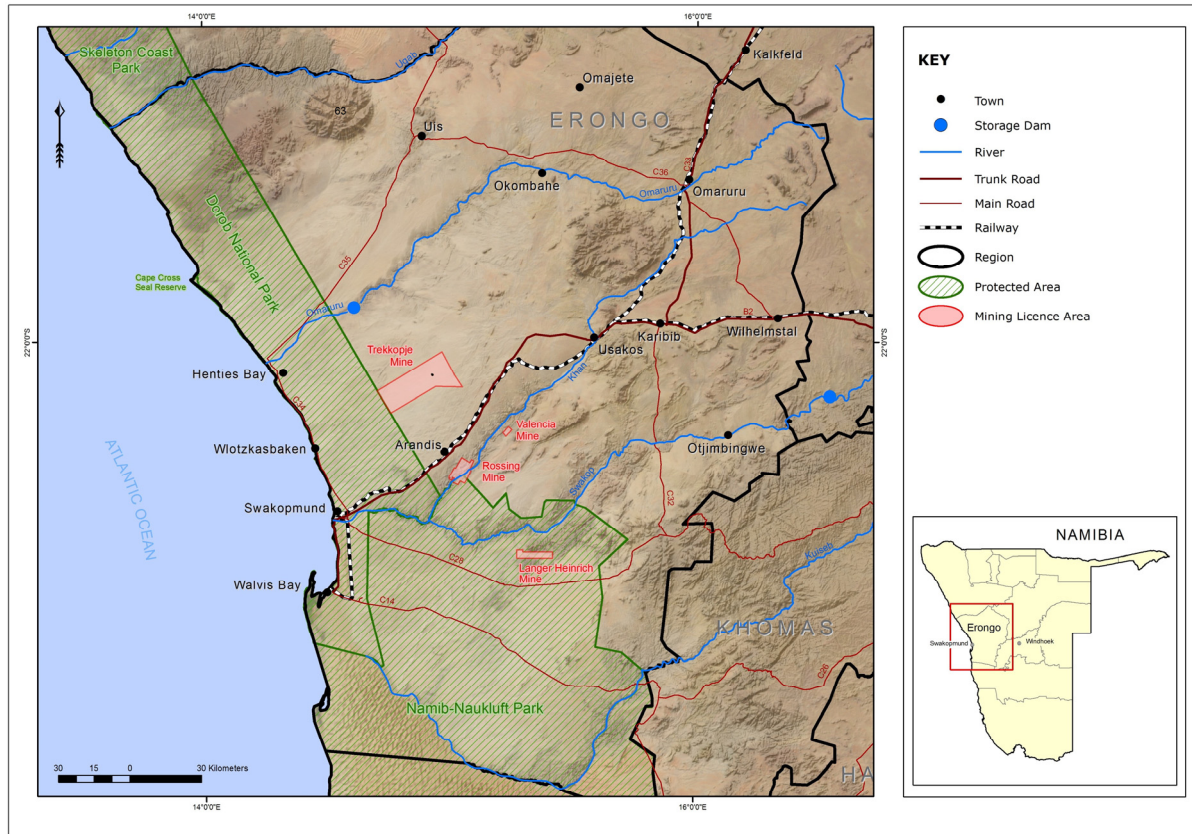 14°0'0"E
16°0'0"E
Skeleton Coast
Park
Ugab
63
Uis
Omajete
Kalkfeld
ERONGO
C33
C36
Okombahe
Omaruru
Omaruru
Dorob National Park
C35
Cape Cross
Seal Reserve
Omaruru
22°0'0"S
22°0'0"S
Trekkopje
Mine
Usakos
Karibib
B2
Wilhelmstal
Khan
Henties Bay
C34
Valencia
Mine
Wlotzkasbaken
Arandis
Rossing
Mine
Otjimbingwe
Swakop
ATLANTIC OCEAN
Swakopmund
C32
C28
Langer Heinrich
Mine
Kuiseb
Walvis Bay
C14
KHOMAS
C26
Namib-Naukluft Park
30 15 0 30 Kilometers
HA
14°0'0"E
16°0'0"E
KEY
Town
Storage Dam
River
Trunk Road
Main Road
Railway
Region
Protected Area
Mining Licence Area
NAMIBIA
Erongo
Swakopmund
Windhoek